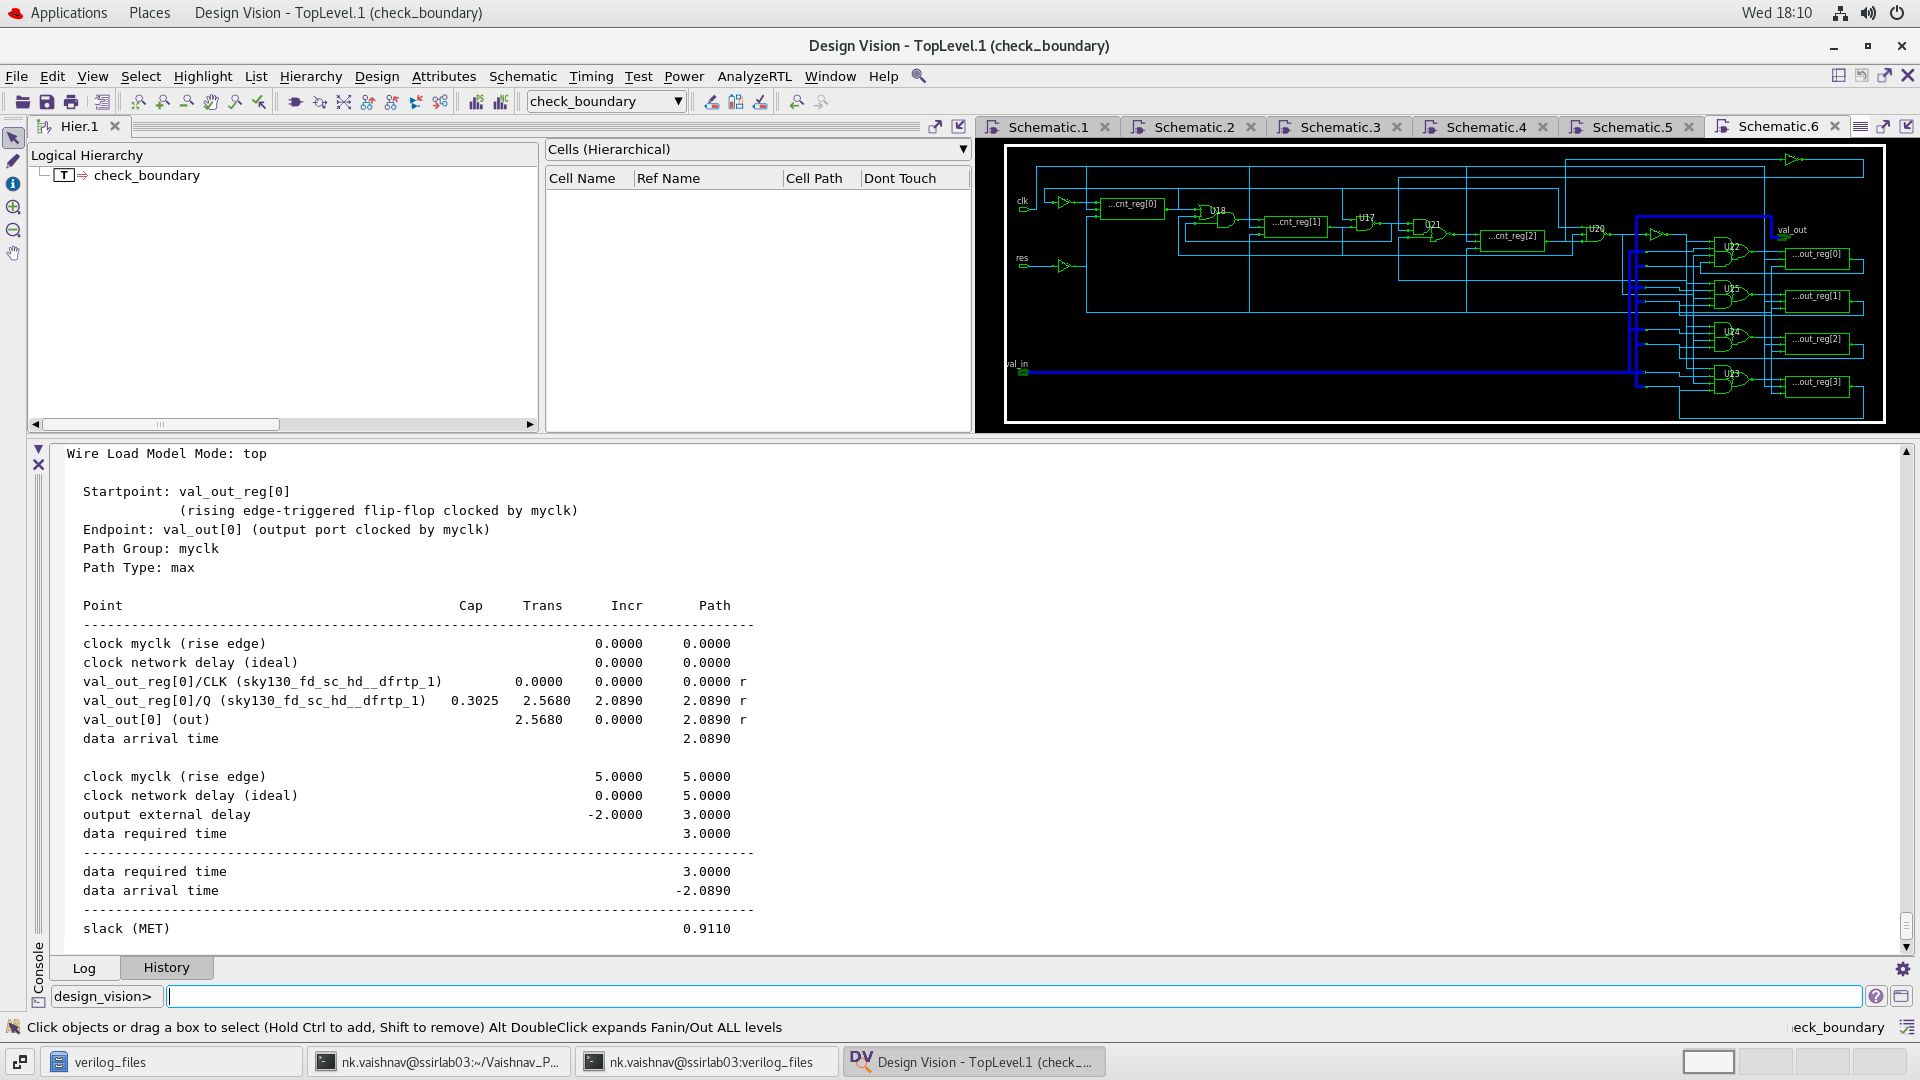 Applications Places Design Vision - TopLevel.1 (check_boundary) Wed 18:10
Design Vision - TopLevel.1 (check_boundary)
File Edit View Select Highlight List Hierarchy Design Attributes Schematic Timing Test Power AnalyzeRTL Window Help
check_boundary
Hier.1
Schematic.1 Schematic.2 Schematic.3 Schematic.4 Schematic.5 Schematic.6
Logical Hierarchy
T check_boundary
Cells (Hierarchical)
Cell Name Ref Name Cell Path Dont Touch
clk
...cnt_reg[0]
U18
...cnt_reg[1]
U17
U21
...cnt_reg[2]
U20
val_out
U22
...out_reg[0]
res
U25
...out_reg[1]
U24
...out_reg[2]
val_in
U23
...out_reg[3]
Wire Load Model Mode: top
Startpoint: val_out_reg[0]
(rising edge-triggered flip-flop clocked by myclk)
Endpoint: val_out[0] (output port clocked by myclk)
Path Group: myclk
Path Type: max
Point Cap Trans Incr Path
--------------------------------------------------------------------------------
clock myclk (rise edge) 0.0000 0.0000
clock network delay (ideal) 0.0000 0.0000
val_out_reg[0]/CLK (sky130_fd_sc_hd__dfrtp_1) 0.0000 0.0000 0.0000 r
val_out_reg[0]/Q (sky130_fd_sc_hd__dfrtp_1) 0.3025 2.5680 2.0890 2.0890 r
val_out[0] (out) 2.5680 0.0000 2.0890 r
data arrival time 2.0890
clock myclk (rise edge) 5.0000 5.0000
clock network delay (ideal) 0.0000 5.0000
output external delay -2.0000 3.0000
data required time 3.0000
--------------------------------------------------------------------------------
data required time 3.0000
data arrival time -2.0890
--------------------------------------------------------------------------------
slack (MET) 0.9110
Console
Log History
design_vision>
Click objects or drag a box to select (Hold Ctrl to add, Shift to remove) Alt DoubleClick expands Fanin/Out ALL levels
eck_boundary
verilog_files
nk.vaishnav@ssirlab03:~/Vaishnav_P...
nk.vaishnav@ssirlab03:verilog_files
DV Design Vision - TopLevel.1 (check_...